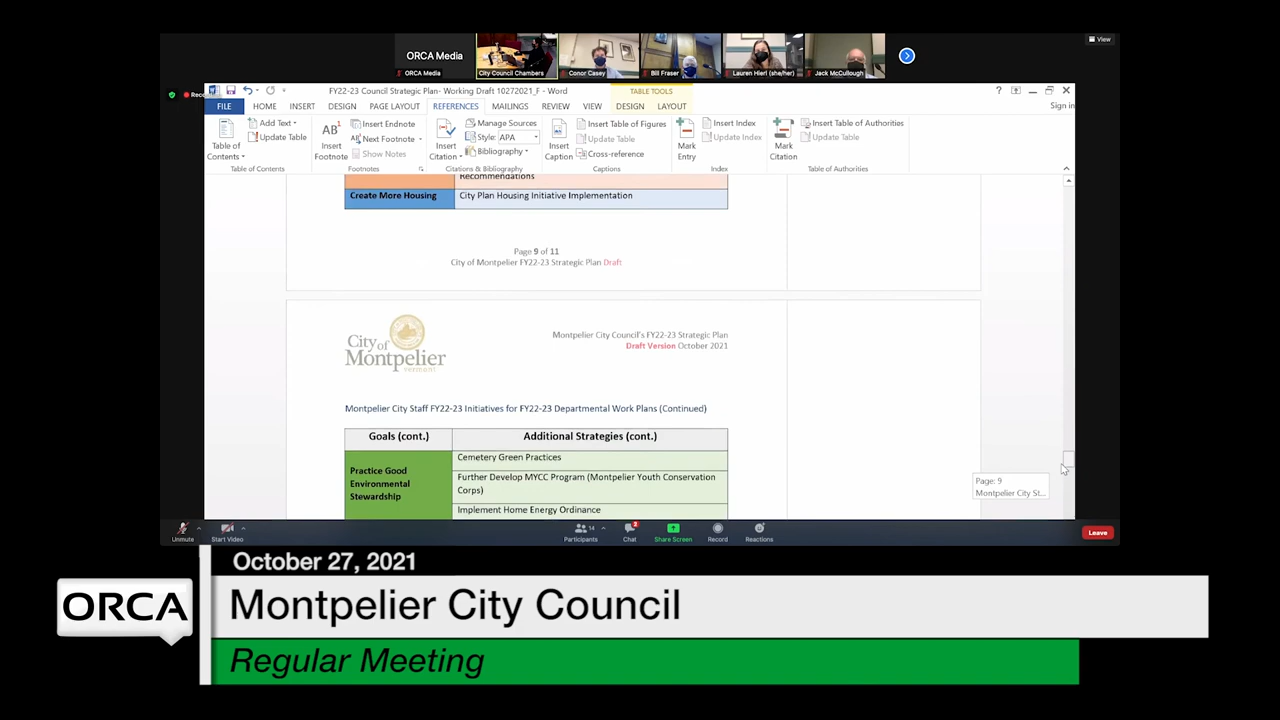 ORCA Media
View
ORCA Media
City Council Chambers
Conor Casey
Bill Fraser
Lauren Hierl (she/her)
Jack McCullough
FY22-23 Council Strategic Plan- Working Draft 10272021_F - Word
TABLE TOOLS
FILE HOME INSERT DESIGN PAGE LAYOUT REFERENCES MAILINGS REVIEW VIEW DESIGN LAYOUT
Sign in
Table of Contents
Add Text
Update Table
Table of Contents
AB¹
Insert Footnote
Insert Endnote
Next Footnote
Show Notes
Footnotes
Insert Citation
Manage Sources
Style: APA
Bibliography
Citations & Bibliography
Insert Caption
Insert Table of Figures
Update Table
Cross-reference
Captions
Mark Entry
Insert Index
Update Index
Index
Mark Citation
Insert Table of Authorities
Update Table
Table of Authorities
Recommendations
Create More Housing
City Plan Housing Initiative Implementation
Page 9 of 11
City of Montpelier FY22-23 Strategic Plan Draft
City of
Montpelier
vermont
Montpelier City Council's FY22-23 Strategic Plan
Draft Version October 2021
Montpelier City Staff FY22-23 Initiatives for FY22-23 Departmental Work Plans (Continued)
Goals (cont.)
Additional Strategies (cont.)
Practice Good
Environmental
Stewardship
Cemetery Green Practices
Further Develop MYCC Program (Montpelier Youth Conservation
Corps)
Implement Home Energy Ordinance
Page: 9
Montpelier City St...
Unmute
Start Video
14
Participants
2
Chat
Share Screen
Record
Reactions
Leave
October 27, 2021
ORCA
Montpelier City Council
Regular Meeting